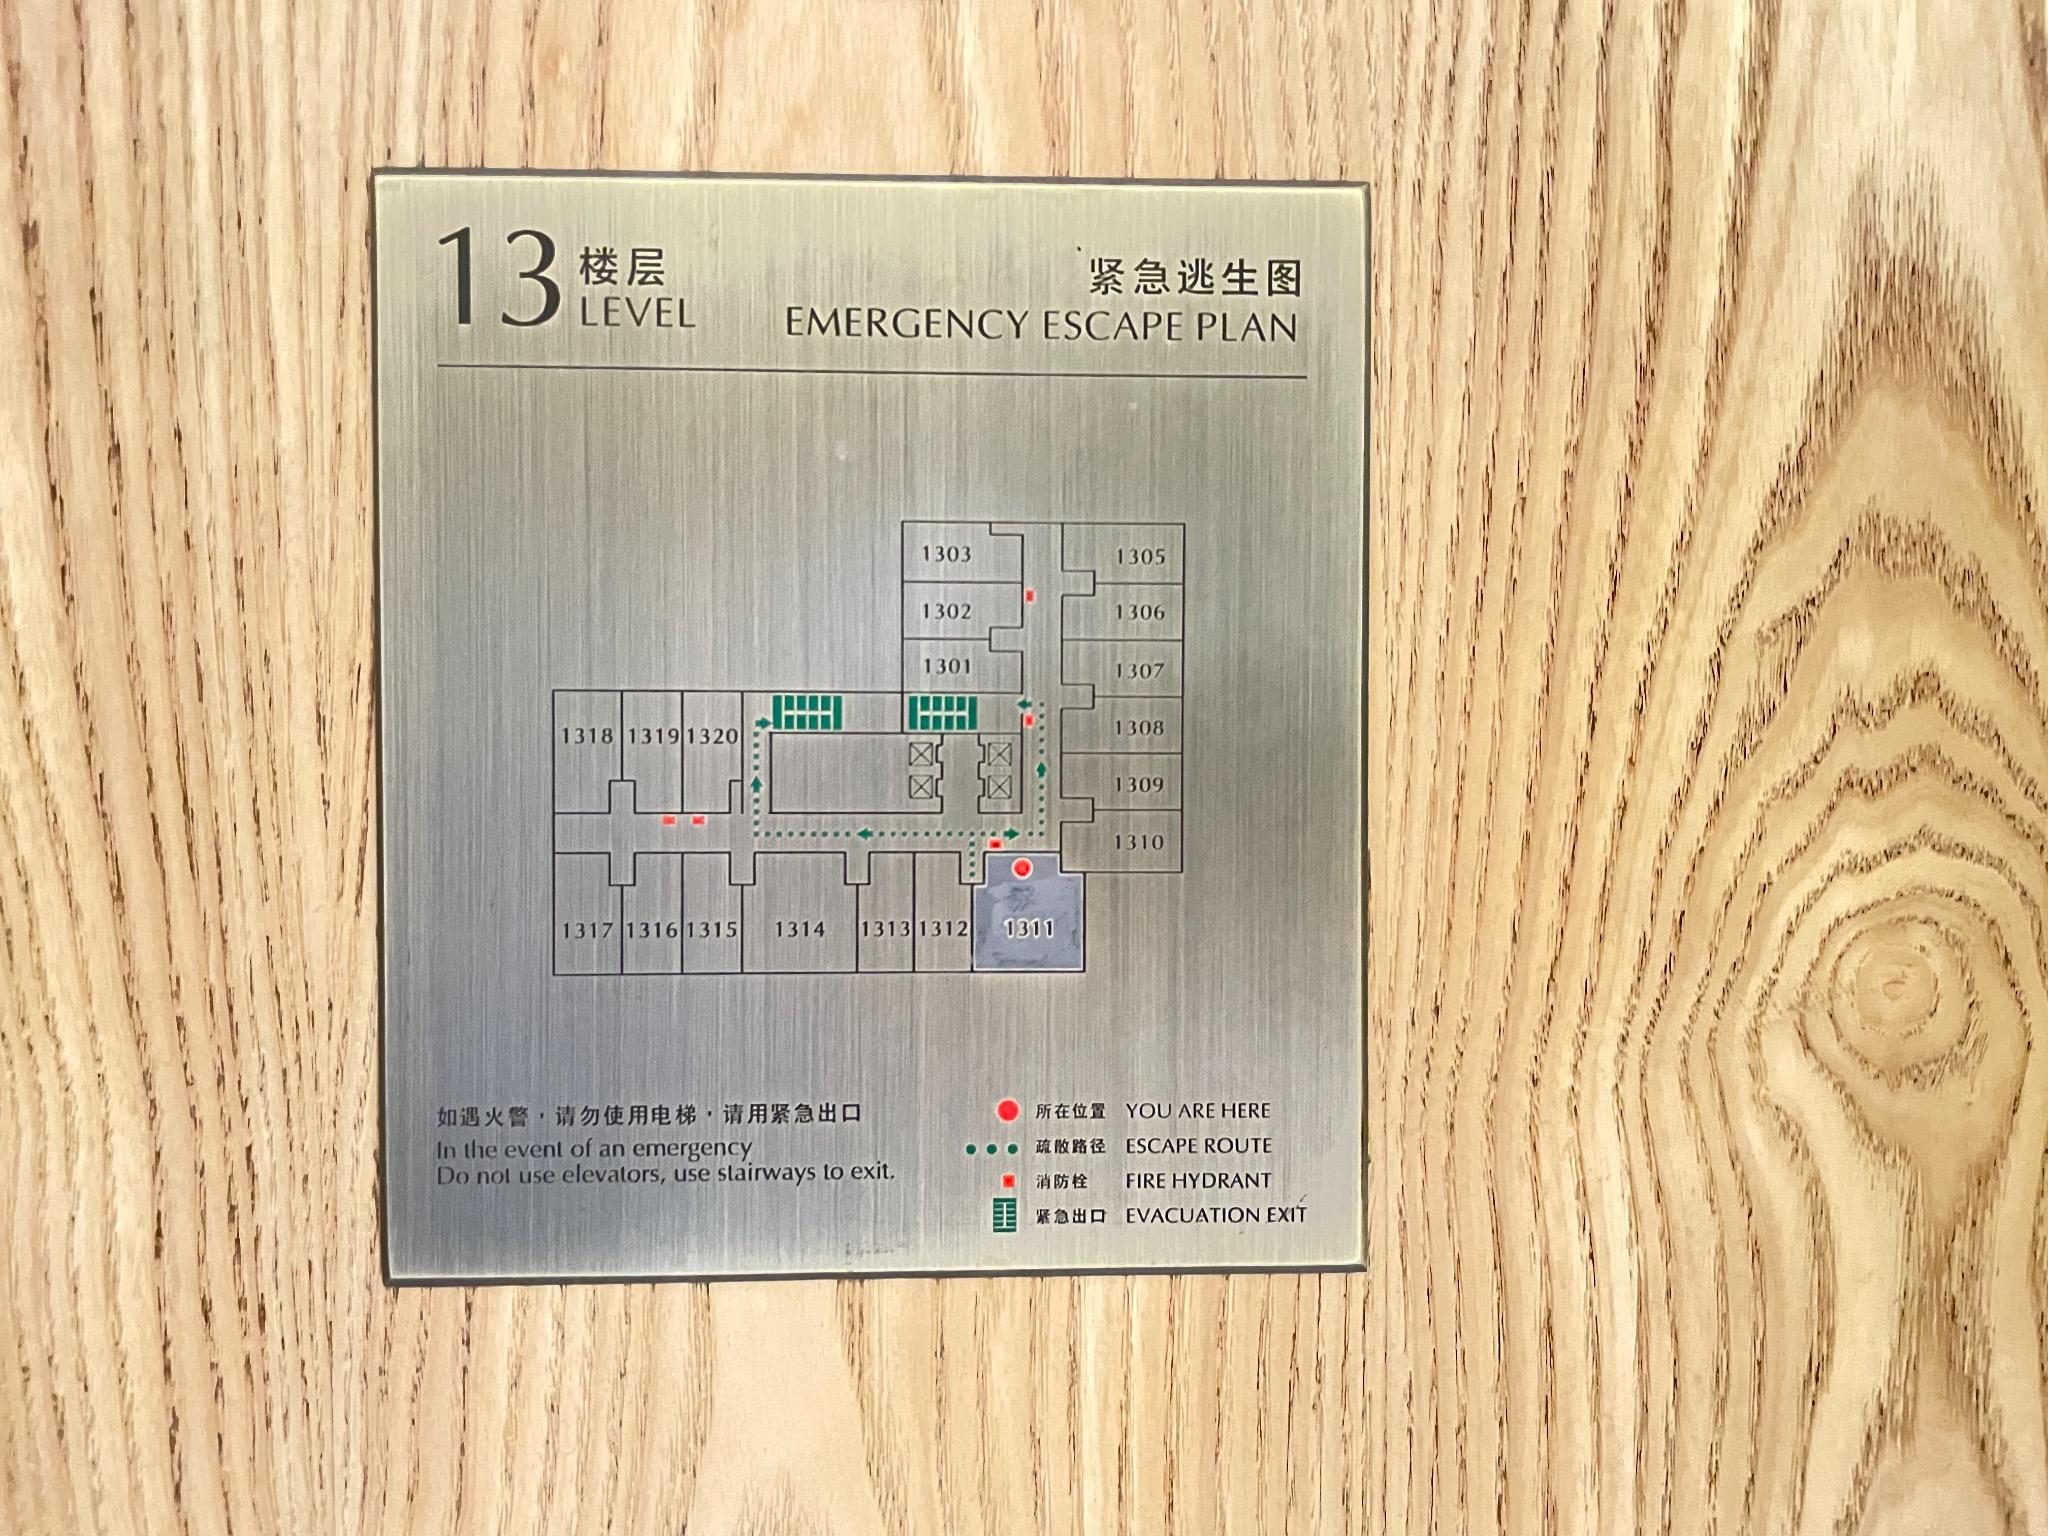 13 楼层
LEVEL
紧急逃生图
EMERGENCY ESCAPE PLAN
1303
1305
1302
1306
1301
1307
1318
1319
1320
1308
1309
1310
1317
1316
1315
1314
1313
1312
1311
如遇火警，请勿使用电梯，请用紧急出口
In the event of an emergency
Do not use elevators, use stairways to exit.
所在位置 YOU ARE HERE
疏散路径 ESCAPE ROUTE
消防栓 FIRE HYDRANT
紧急出口 EVACUATION EXIT